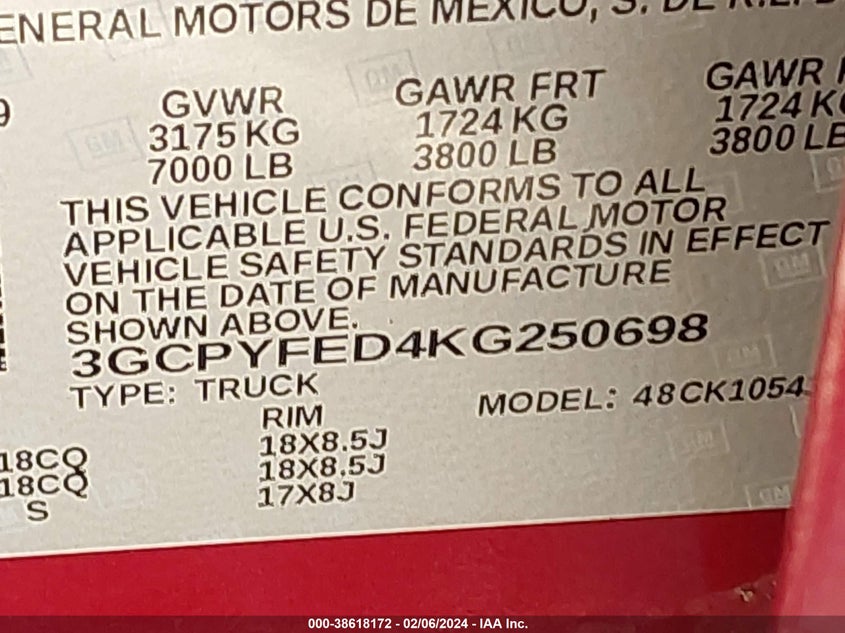 GENERAL MOTORS DE MEXICO, S. DE R.L.
GVWR GAWR FRT GAWR
3175 KG 1724 KG 1724 KG
7000 LB 3800 LB 3800 LB
THIS VEHICLE CONFORMS TO ALL
APPLICABLE U.S. FEDERAL MOTOR
VEHICLE SAFETY STANDARDS IN EFFECT
ON THE DATE OF MANUFACTURE
SHOWN ABOVE.
3GCPYFED4KG250698
TYPE: TRUCK MODEL: 48CK1054
RIM
18CQ 18X8.5J
18CQ 18X8.5J
S 17X8J
000-38618172 - 02/06/2024 - IAA Inc.